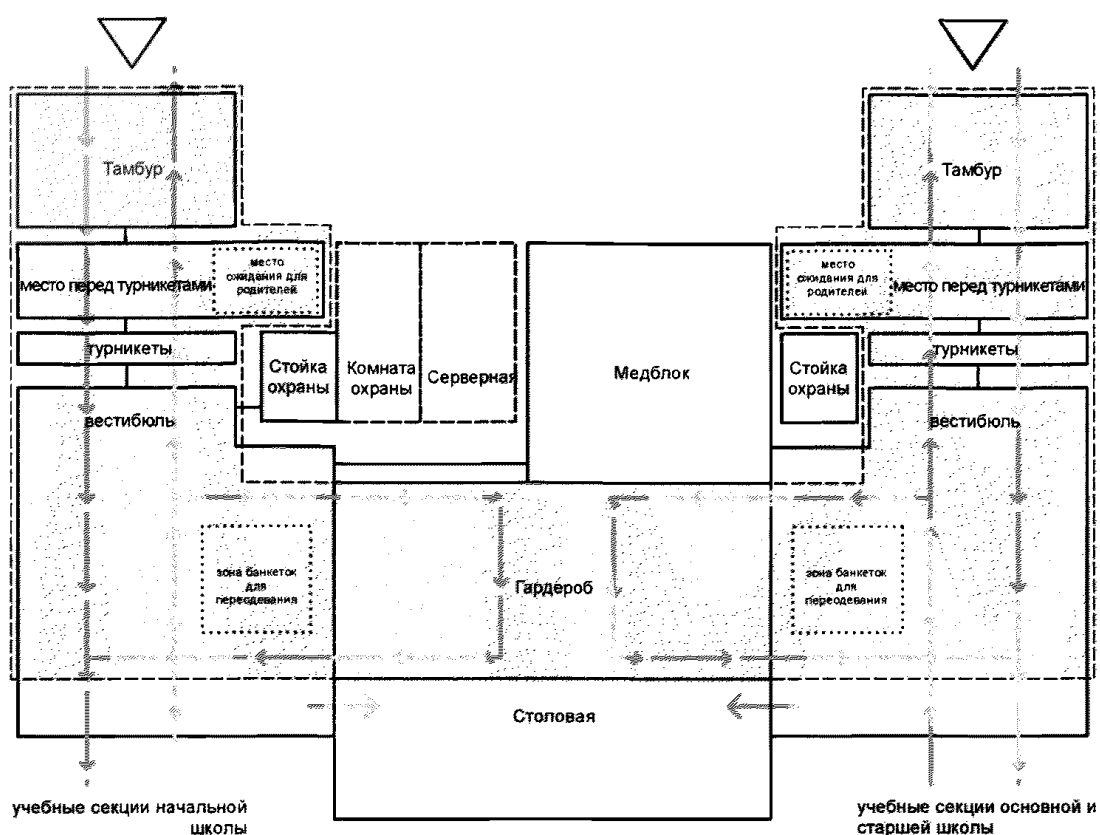 Тамбур
Тамбур
место перед турникетами
место
ожидания для
родителей
место
ожидания для
родителей
место перед турникетами
турникеты
Стойка
охраны
Комната
охраны
Серверная
Медблок
Стойка
охраны
турникеты
вестибюль
вестибюль
зона банкеток
для
переодевания
Гардероб
зона банкеток
для
переодевания
Столовая
учебные секции начальной
школы
учебные секции основной и
старшей школы